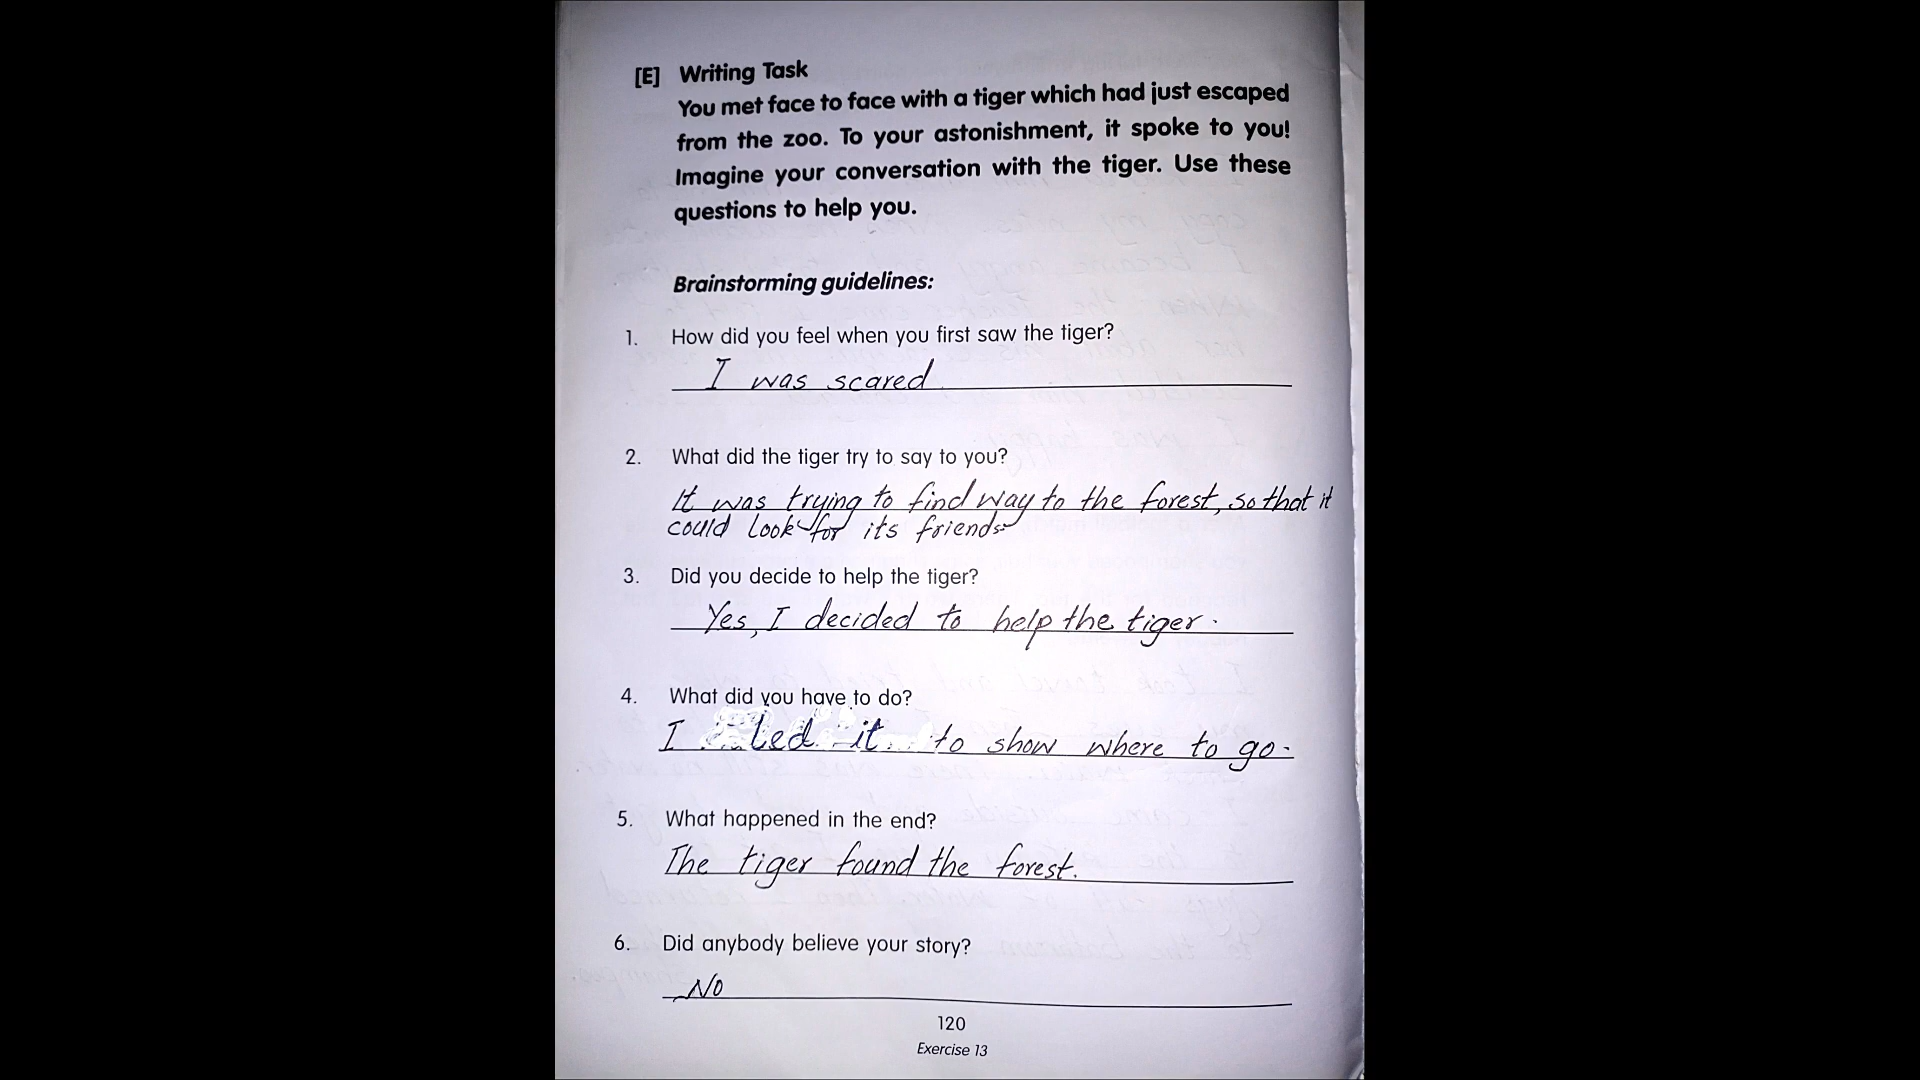 [E] Writing Task
You met face to face with a tiger which had just escaped
from the zoo. To your astonishment, it spoke to you!
Imagine your conversation with the tiger. Use these
questions to help you.
Brainstorming guidelines:
1. How did you feel when you first saw the tiger?
I was scared
2. What did the tiger try to say to you?
It was trying to find way to the forest, so that it
could look for its friends
3. Did you decide to help the tiger?
Yes, I decided to help the tiger.
4. What did you have to do?
I led it to show where to go.
5. What happened in the end?
The tiger found the forest.
6. Did anybody believe your story?
No
120
Exercise 13